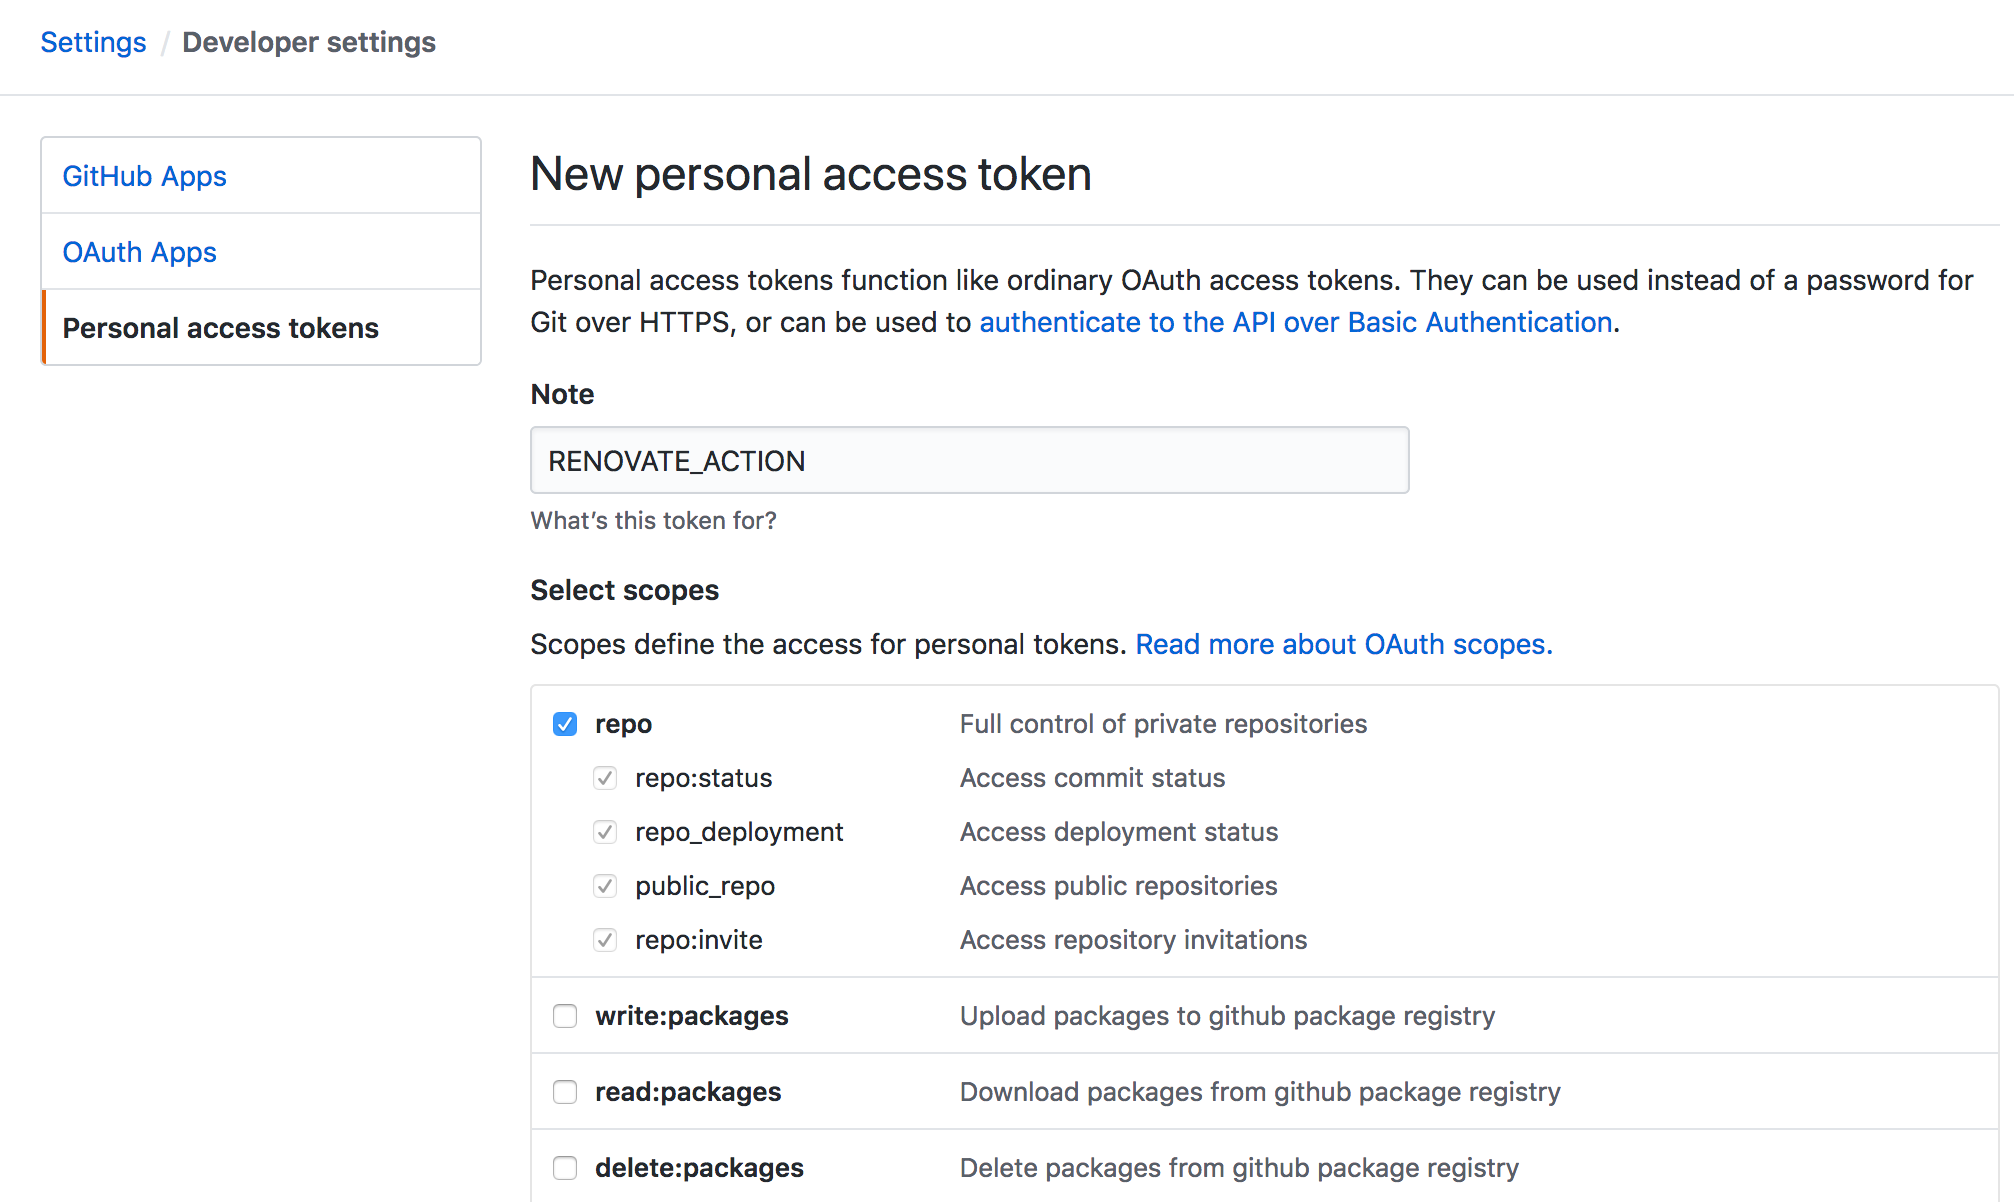 Settings / Developer settings
GitHub Apps
OAuth Apps
Personal access tokens
New personal access token
Personal access tokens function like ordinary OAuth access tokens. They can be used instead of a password for
Git over HTTPS, or can be used to authenticate to the API over Basic Authentication.
Note
RENOVATE_ACTION
What's this token for?
Select scopes
Scopes define the access for personal tokens. Read more about OAuth scopes.
repo Full control of private repositories
repo:status Access commit status
repo_deployment Access deployment status
public_repo Access public repositories
repo:invite Access repository invitations
write:packages Upload packages to github package registry
read:packages Download packages from github package registry
delete:packages Delete packages from github package registry